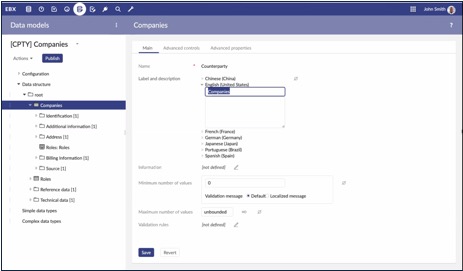 EBX
John Smith
Data models
Companies
?
[CPTY] Companies
Actions
Publish
Configuration
Data structure
root
Companies
Identification [1]
Additional information [1]
Address [1]
Roles: Roles
Billing information [1]
Source [1]
Roles
Reference data [1]
Technical data [1]
Simple data types
Complex data types
Main
Advanced controls
Advanced properties
Name
Counterparty
Label and description
Chinese (China)
English (United States)
Companies
French (France)
German (Germany)
Japanese (Japan)
Portuguese (Brazil)
Spanish (Spain)
Information
[not defined]
Minimum number of values
0
Validation message
Default
Localized message
Maximum number of values
unbounded
Validation rules
[not defined]
Save
Revert